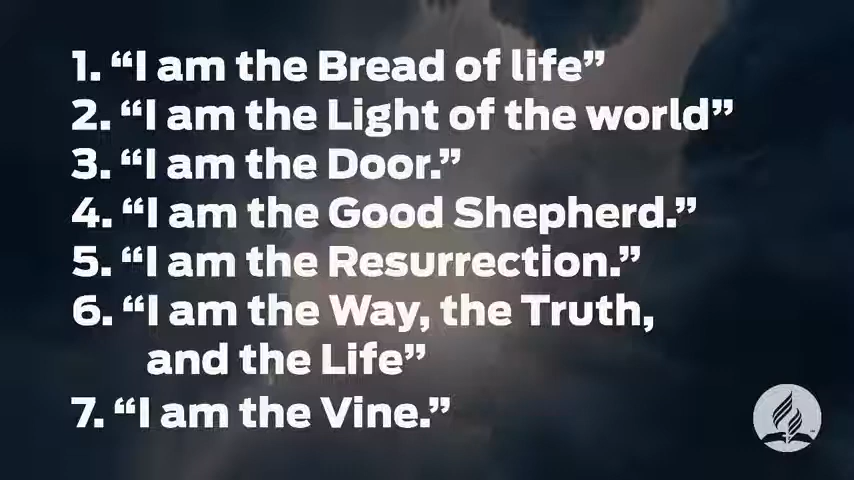 1. “I am the Bread of life”
2. “I am the Light of the world”
3. “I am the Door.”
4. “I am the Good Shepherd.”
5. “I am the Resurrection.”
6. “I am the Way, the Truth,
and the Life”
7. “I am the Vine.”